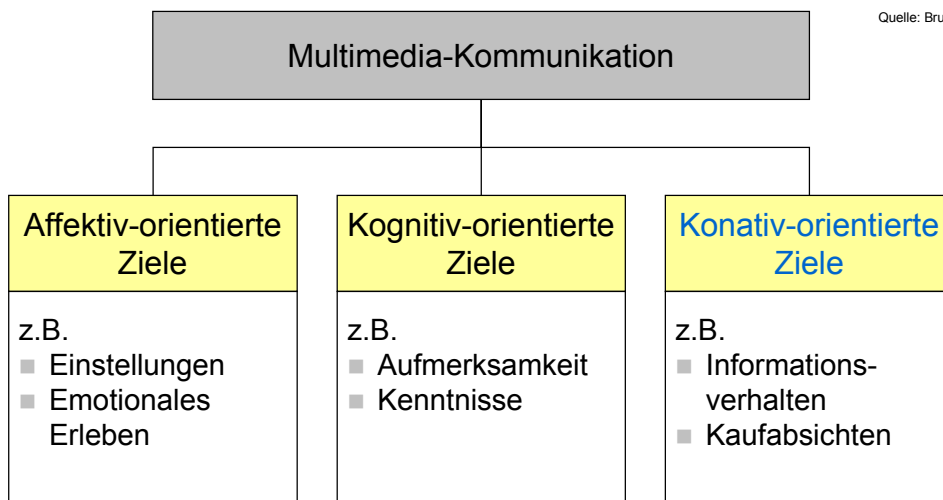 Quelle: Bru
Multimedia-Kommunikation
Affektiv-orientierte
Ziele
z.B.
Einstellungen
Emotionales
Erleben
Kognitiv-orientierte
Ziele
z.B.
Aufmerksamkeit
Kenntnisse
Konativ-orientierte
Ziele
z.B.
Informations-
verhalten
Kaufabsichten